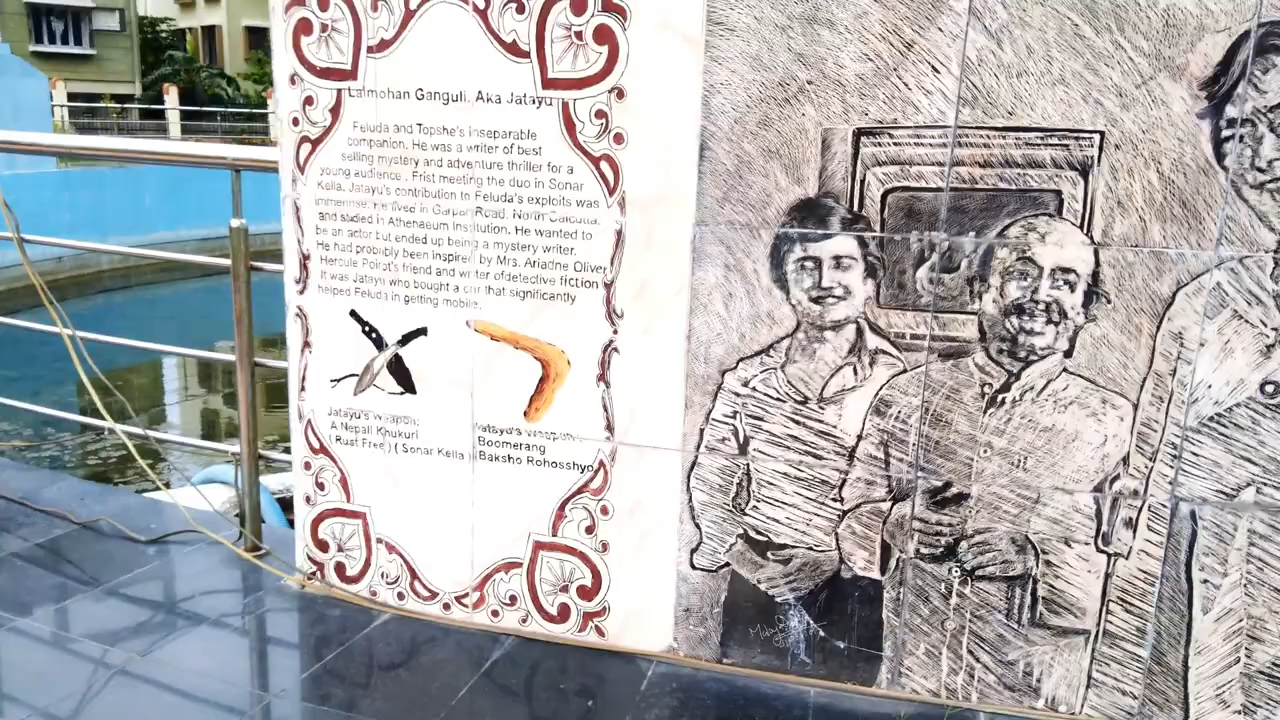 Lalmohan Ganguli, Aka Jatayu
Feluda and Topshe's inseparable
companion. He was a writer of best
selling mystery and adventure thriller for a
young audience . Frist meeting the duo in Sonar
Kella, Jatayu's contribution to Feluda's exploits was
immense. He lived in Garpar Road, North Calcutta,
and studied in Athenaeum Institution. He wanted to
be an actor but ended up being a mystery writer.
He had probably been inspired by Mrs. Ariadne Oliver,
Hercule Poirot's friend and writer ofdetective fiction
It was Jatayu who bought a car that significantly
helped Feluda in getting mobile.
Jatayu's Weapon:
A Nepali Khukuri
( Rust Free ) ( Sonar Kella )
Jatayu's Weapon:
Boomerang
(Baksho Rohosshyo